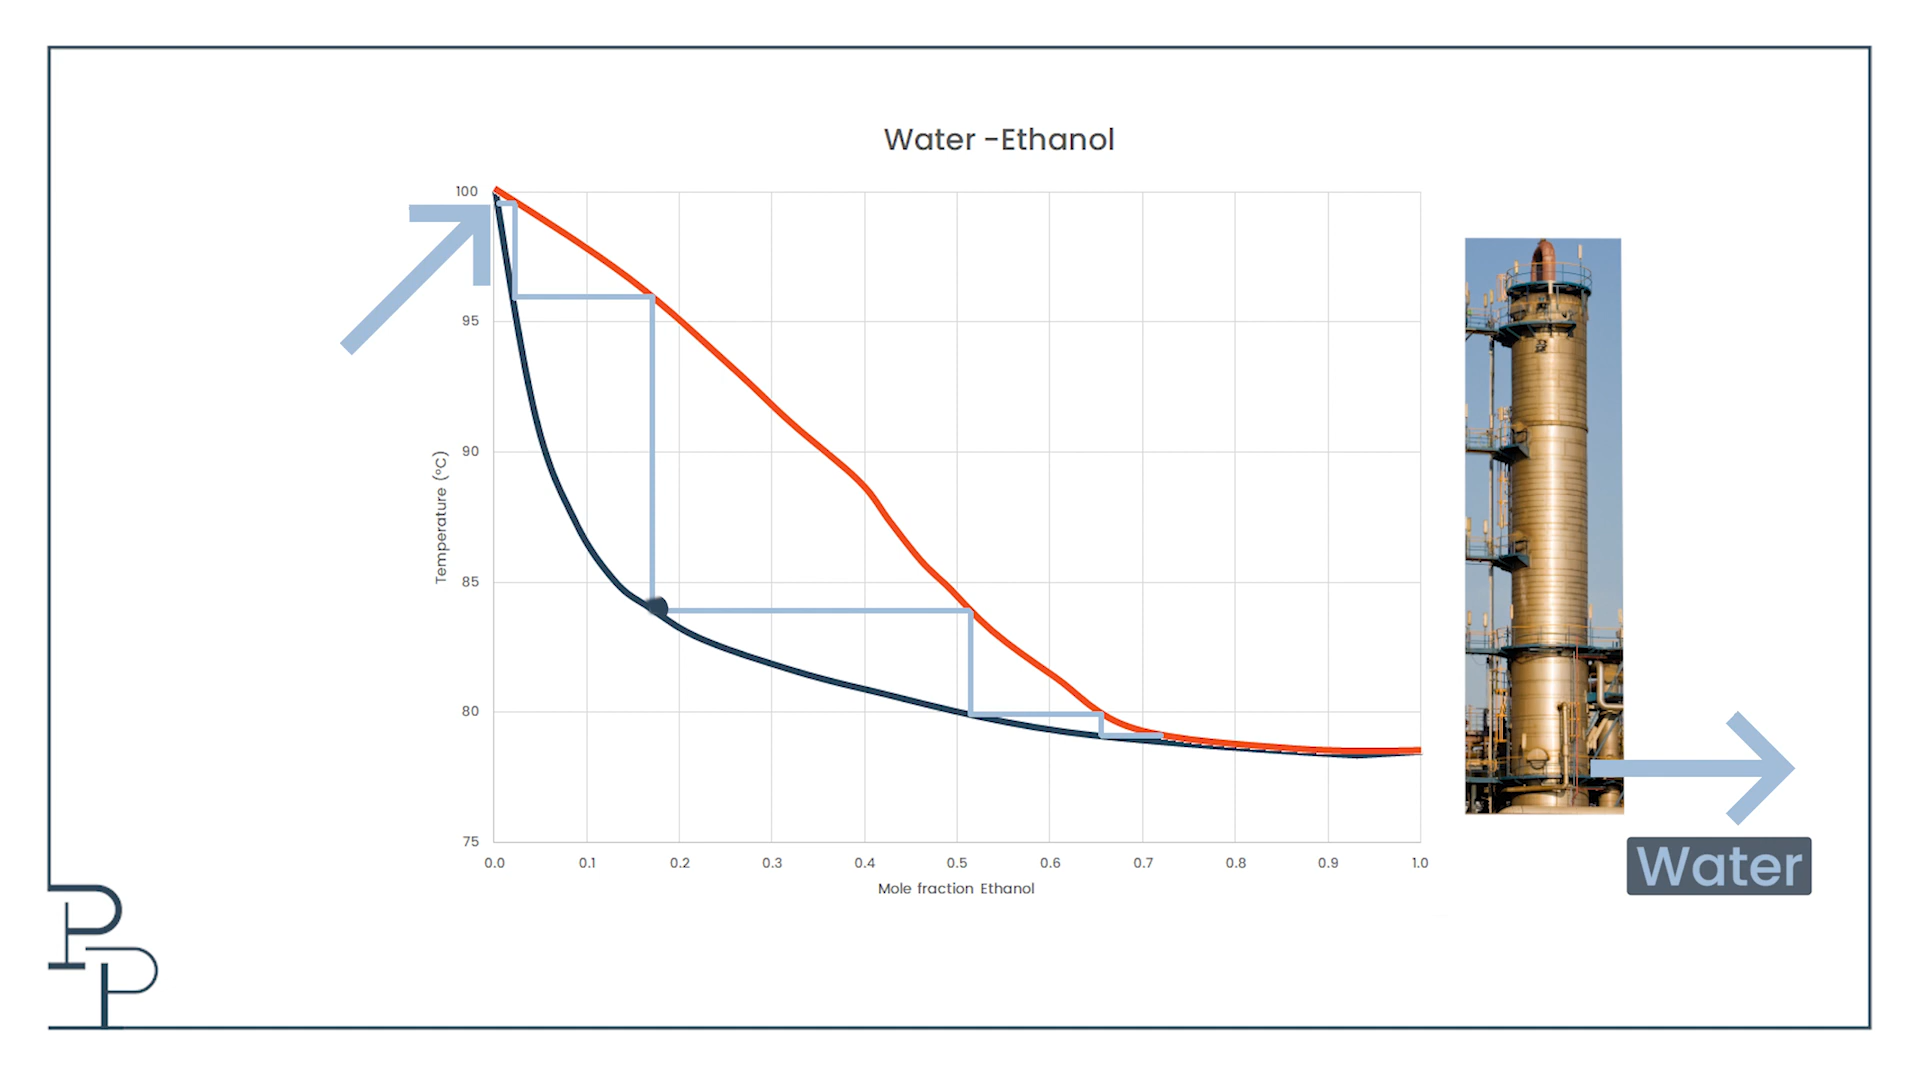 Water -Ethanol
100
95
90
85
80
75
Temperature (°C)
0.0 0.1 0.2 0.3 0.4 0.5 0.6 0.7 0.8 0.9 1.0
Mole fraction Ethanol
Water
PP